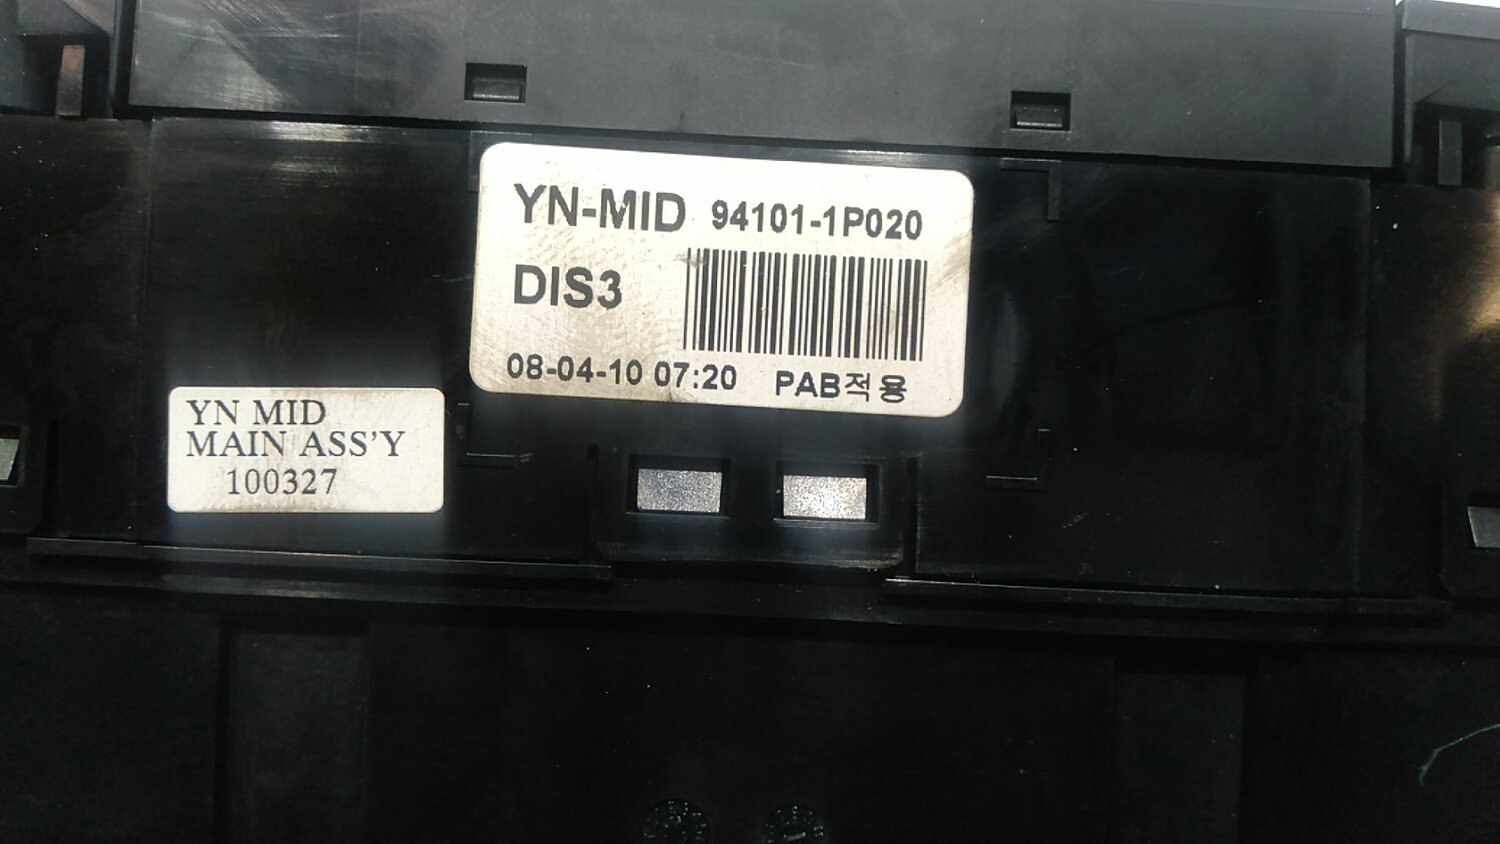 YN-MID 94101-1P020
DIS3
08-04-10 07:20 PAB적용
YN MID
MAIN ASS'Y
100327